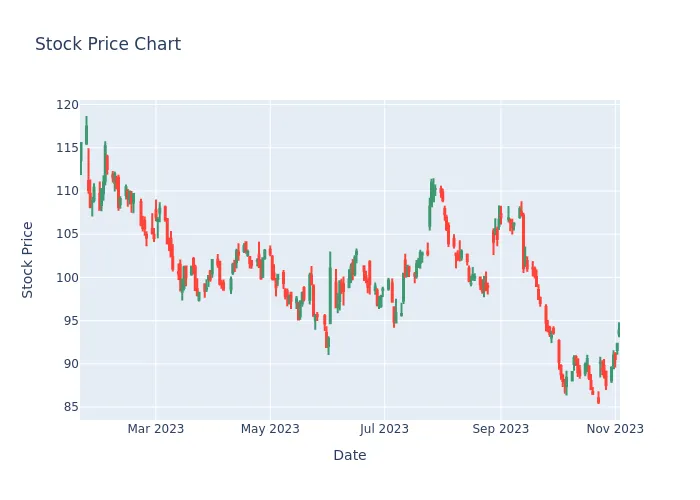 Stock Price Chart
120
115
110
105
100
95
90
85
Stock Price
Mar 2023
May 2023
Jul 2023
Sep 2023
Nov 2023
Date